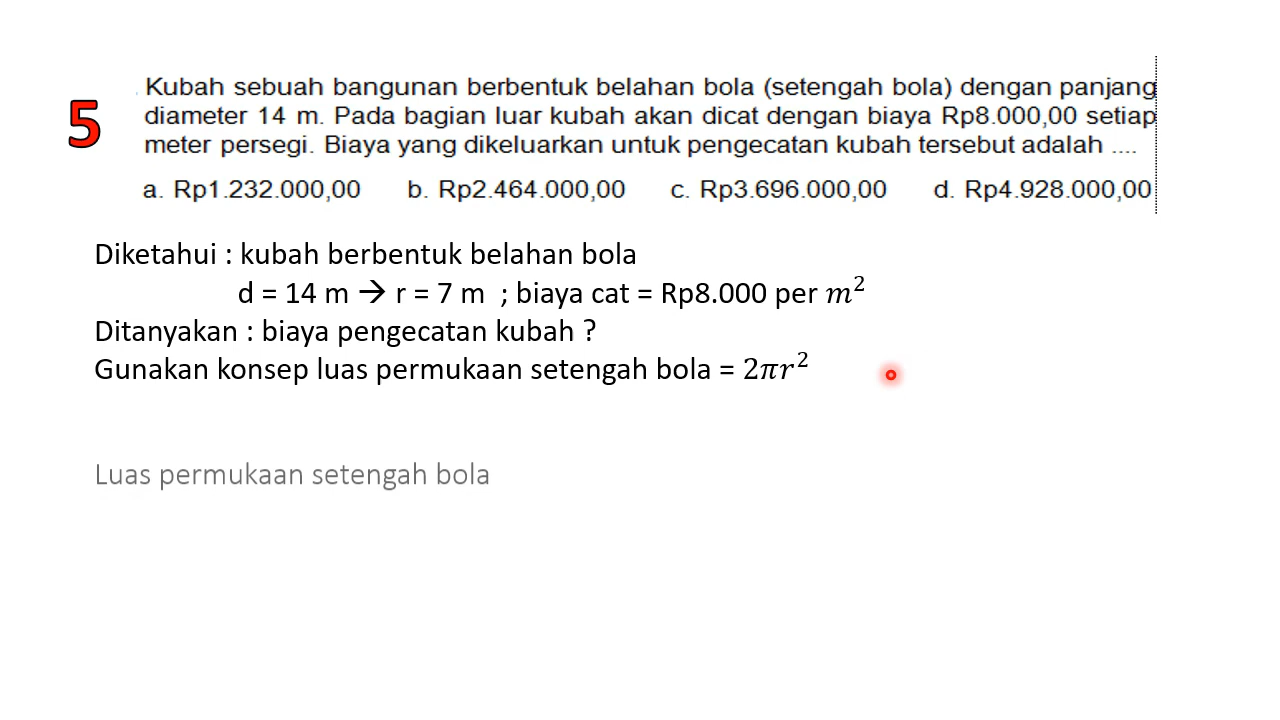 5
Kubah sebuah bangunan berbentuk belahan bola (setengah bola) dengan panjang
diameter 14 m. Pada bagian luar kubah akan dicat dengan biaya Rp8.000,00 setiap
meter persegi. Biaya yang dikeluarkan untuk pengecatan kubah tersebut adalah ....
a. Rp1.232.000,00 b. Rp2.464.000,00 c. Rp3.696.000,00 d. Rp4.928.000,00
Diketahui : kubah berbentuk belahan bola
d = 14 m → r = 7 m ; biaya cat = Rp8.000 per 𝑚²
Ditanyakan : biaya pengecatan kubah ?
Gunakan konsep luas permukaan setengah bola = 2𝜋𝑟²
Luas permukaan setengah bola